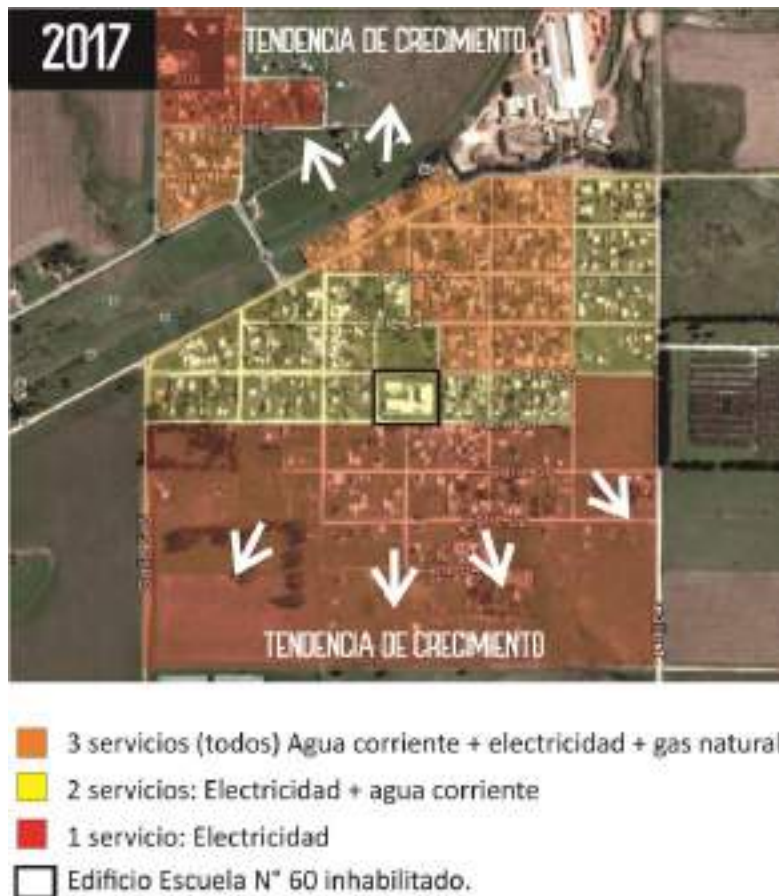 2017
TENDENCIA DE CRECIMIENTO
TENDENCIA DE CRECIMIENTO
3 servicios (todos) Agua corriente + electricidad + gas natural
2 servicios: Electricidad + agua corriente
1 servicio: Electricidad
Edificio Escuela N° 60 inhabilitado.